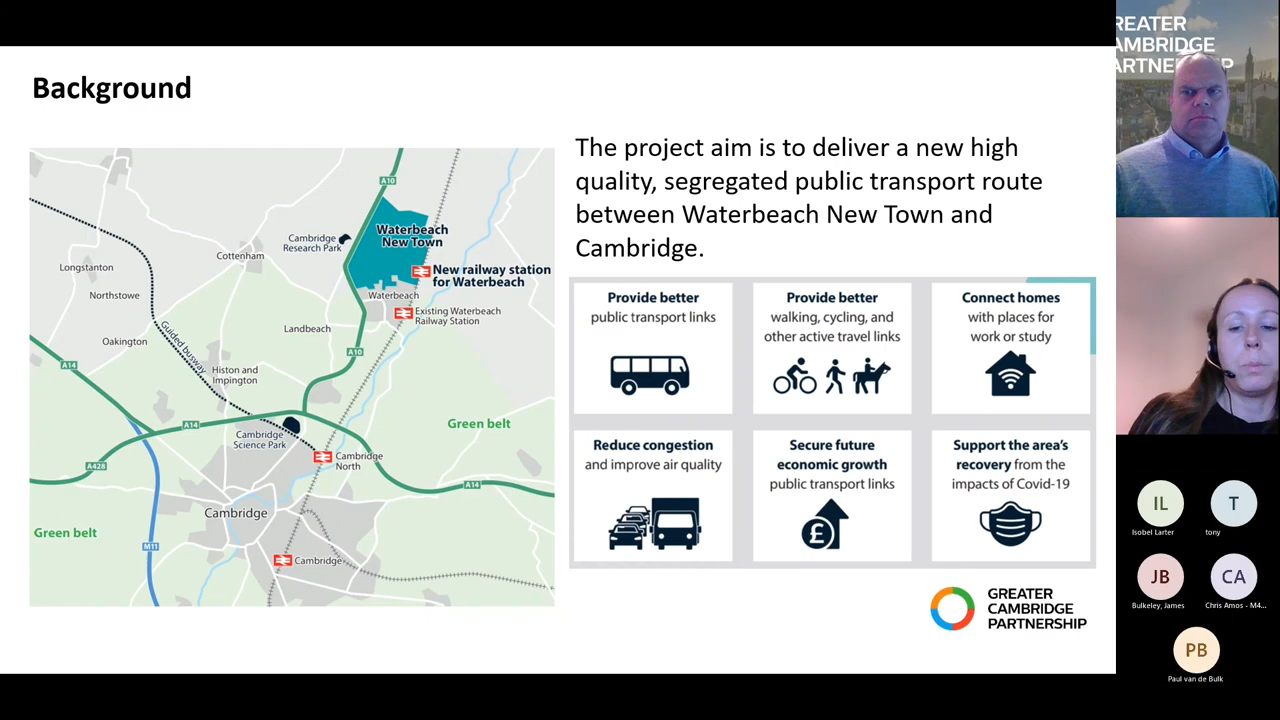 Background
The project aim is to deliver a new high
quality, segregated public transport route
between Waterbeach New Town and
Cambridge.
A10
Waterbeach
New Town
Cambridge
Research Park
Cottenham
Longstanton
New railway station
for Waterbeach
Northstowe
Waterbeach
Existing Waterbeach
Railway Station
Landbeach
Oakington
Guided busway
A10
A14
Histon and
Impington
A14
Cambridge
Science Park
Green belt
Cambridge
North
A428
A14
Cambridge
Green belt
M11
Cambridge
Provide better
public transport links
Provide better
walking, cycling, and
other active travel links
Connect homes
with places for
work or study
Reduce congestion
and improve air quality
Secure future
economic growth
public transport links
£
Support the area's
recovery from the
impacts of Covid-19
GREATER
CAMBRIDGE
PARTNERSHIP
REATER
AMBRIDGE
ARTNE P
IL
Isobel Larter
T
tony
JB
Bulkeley, James
CA
Chris Amos - M4...
PB
Paul van de Bulk